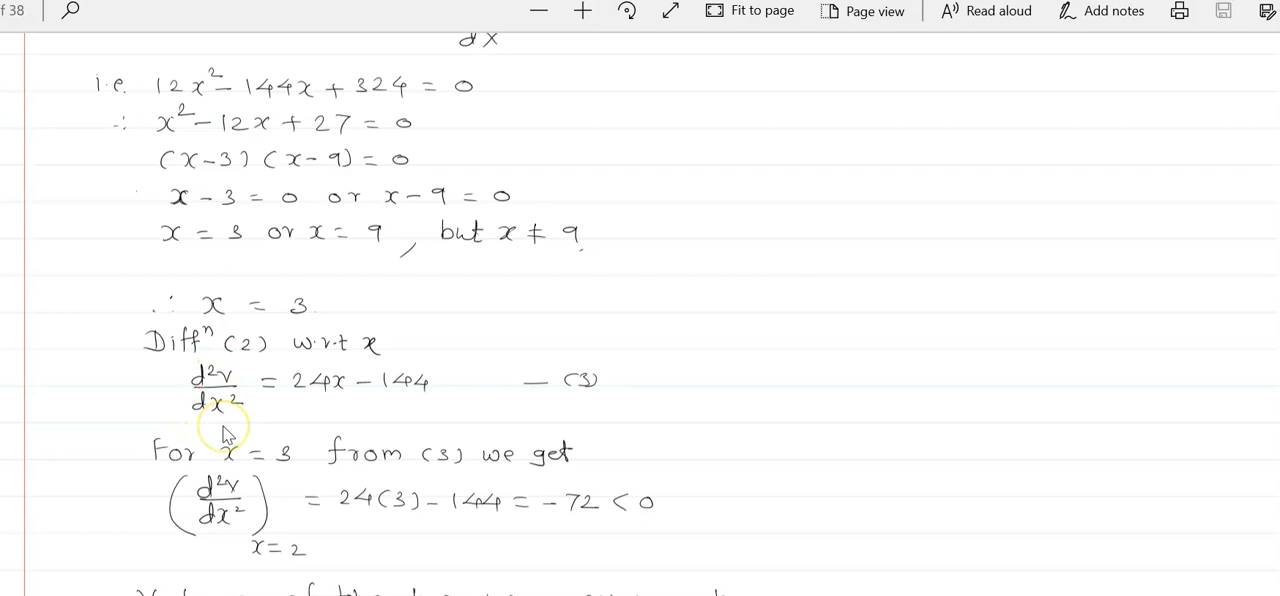 f 38
Fit to page
Page view
Read aloud
Add notes
dx
i.e. 12x² - 144x + 324 = 0
∴ x² - 12x + 27 = 0
(x-3) (x-9) = 0
x - 3 = 0 or x - 9 = 0
x = 3 or x = 9, but x ≠ 9.
∴ x = 3.
Diffⁿ (2) w.r.t x
d²v/dx² = 24x - 144 — (3)
For x = 3 from (3) we get
(d²v/dx²)x=2 = 24(3) - 144 = -72 < 0